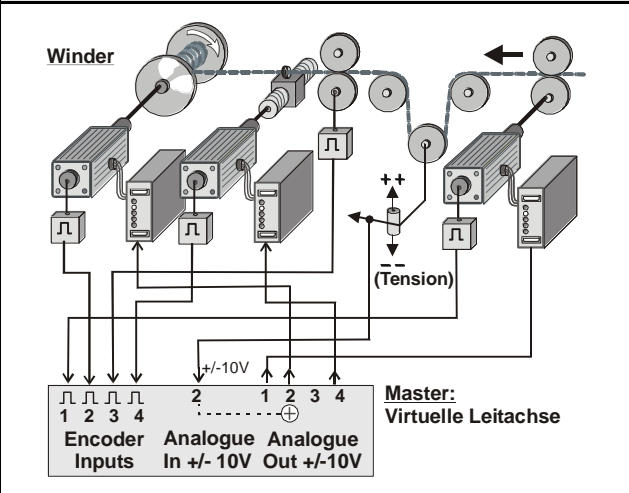 Winder
++
--
(Tension)
+/-10V
2 1 2 3 4
1 2 3 4
Encoder Inputs
Analogue In +/- 10V
Analogue Out +/-10V
Master:
Virtuelle Leitachse